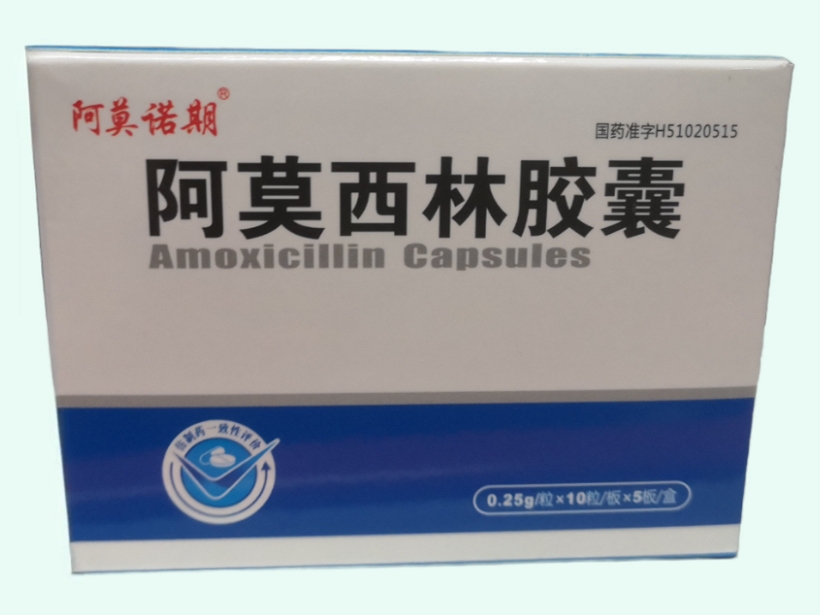 阿莫诺期®
国药准字H51020515
阿莫西林胶囊
Amoxicillin Capsules
仿制药一致性评价
0.25g/粒×10粒/板×5板/盒